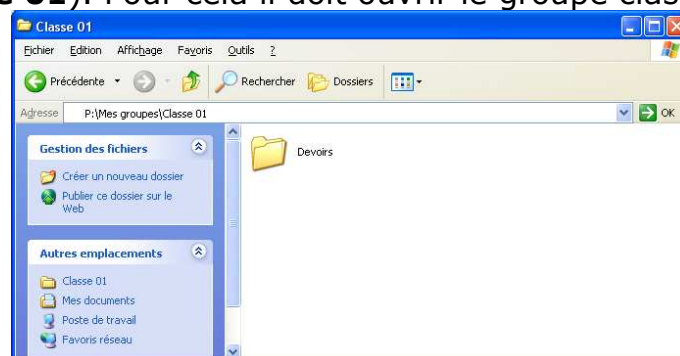 01). Pour cela il doit ouvrir le groupe clas
Classe 01
Fichier Edition Affichage Favoris Outils ?
Précédente Rechercher Dossiers
Adresse P:\Mes groupes\Classe 01 OK
Gestion des fichiers
Créer un nouveau dossier
Publier ce dossier sur le
Web
Devoirs
Autres emplacements
Classe 01
Mes documents
Poste de travail
Favoris réseau